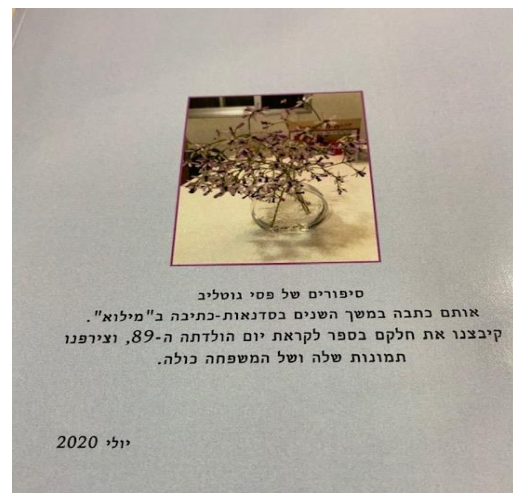 סיפורים של פסי גוטליב
אותם כתבה במשך השנים בסדנאות-כתיבה ב"מילוא".
קיבצנו את חלקם בספר לקראת יום הולדתה ה-89, וצירפנו
תמונות שלה ושל המשפחה כולה.
יולי 2020